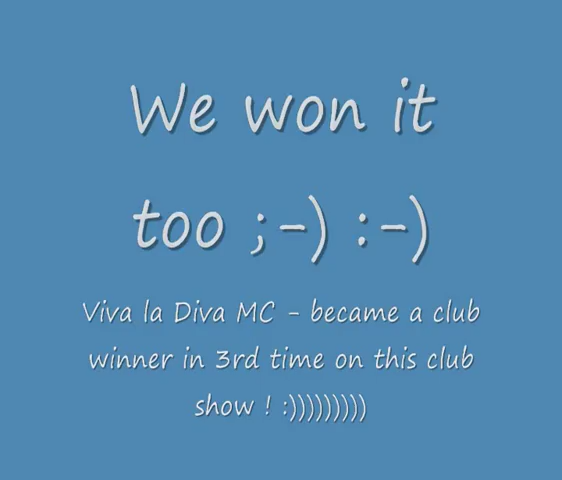 We won it
too ;-) :-)
Viva la Diva MC - became a club
winner in 3rd time on this club
show ! :)))))))))